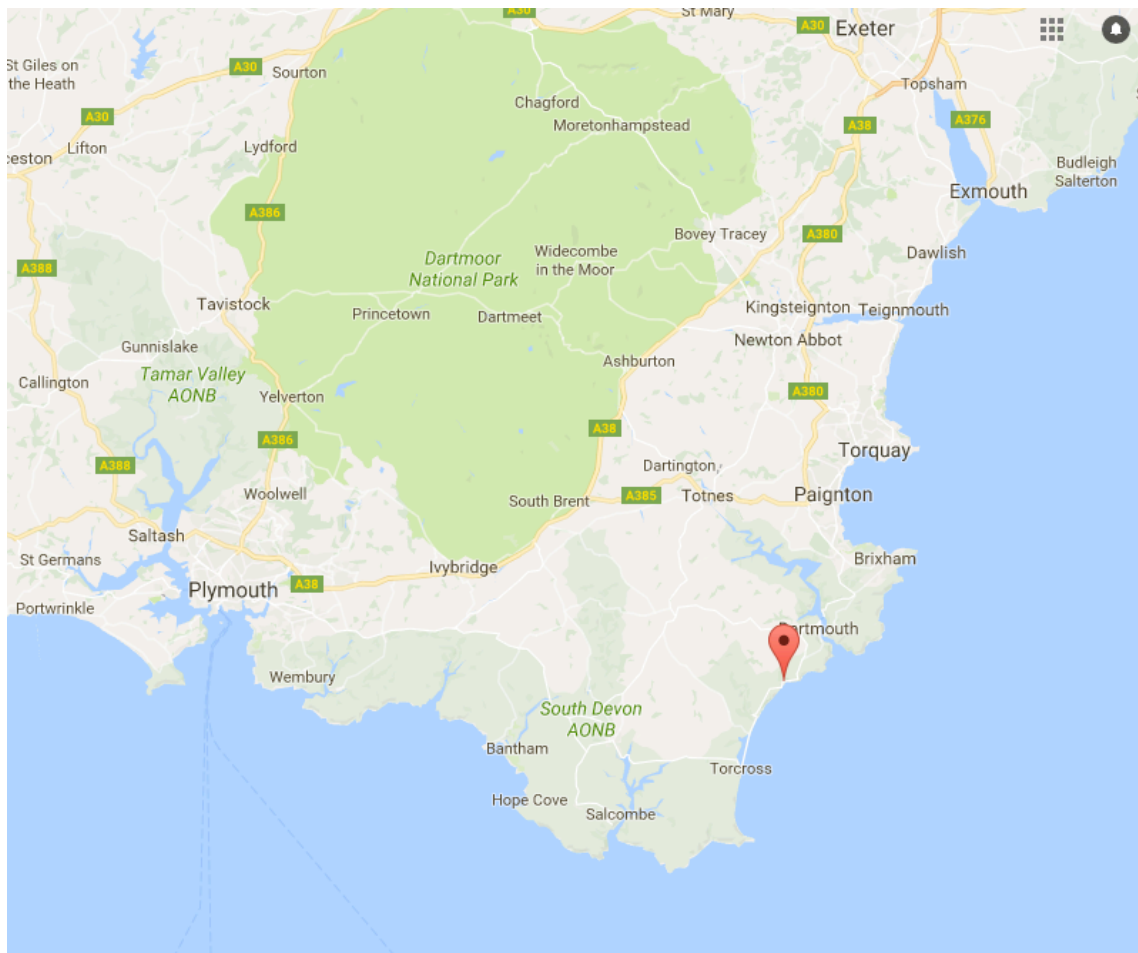 A30
St Mary
A30
Exeter
St Giles on
the Heath
A30
Sourton
Topsham
Chagford
A30
Moretonhampstead
A38
A376
Lifton
Lydford
ceston
Budleigh
Salterton
Exmouth
A386
Bovey Tracey
A380
Dawlish
Widecombe
in the Moor
Dartmoor
National Park
A388
Tavistock
Princetown
Dartmeet
Kingsteignton
Teignmouth
Newton Abbot
Gunnislake
Ashburton
Tamar Valley
AONB
Callington
Yelverton
A380
A38
A386
Torquay
A388
Dartington
Woolwell
South Brent
A385
Totnes
Paignton
Saltash
St Germans
Ivybridge
Brixham
Plymouth
A38
Portwrinkle
Dartmouth
Wembury
South Devon
AONB
Bantham
Torcross
Hope Cove
Salcombe